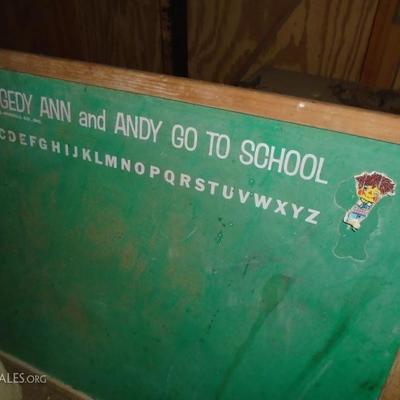 GEDY ANN and ANDY GO TO SCHOOL
CDEFGHIJKLMNOPQRSTUVWXYZ
ALES.ORG